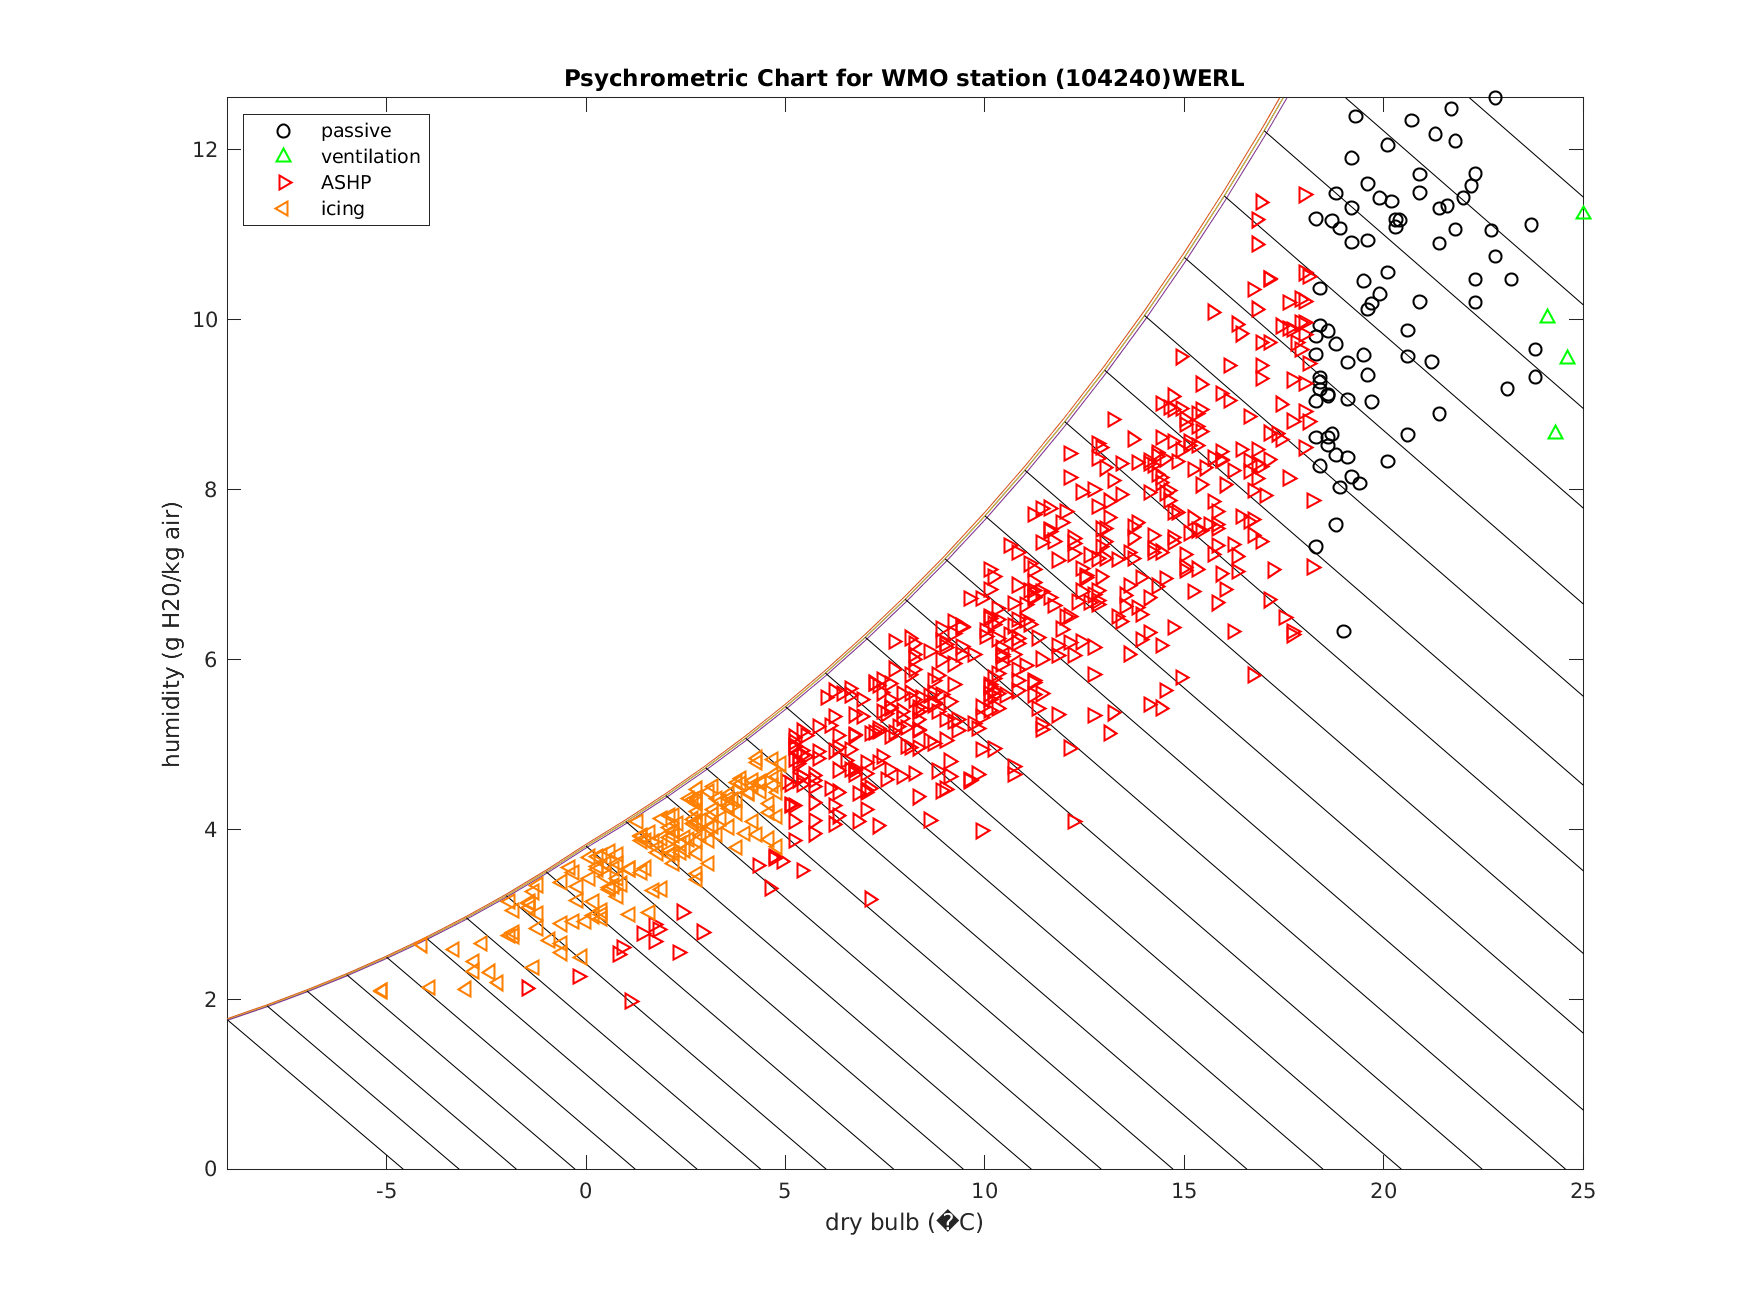 Psychrometric Chart for WMO station (104240)WERL
passive
ventilation
ASHP
icing
12
10
8
6
4
2
0
humidity (g H20/kg air)
-5 0 5 10 15 20 25
dry bulb (�C)